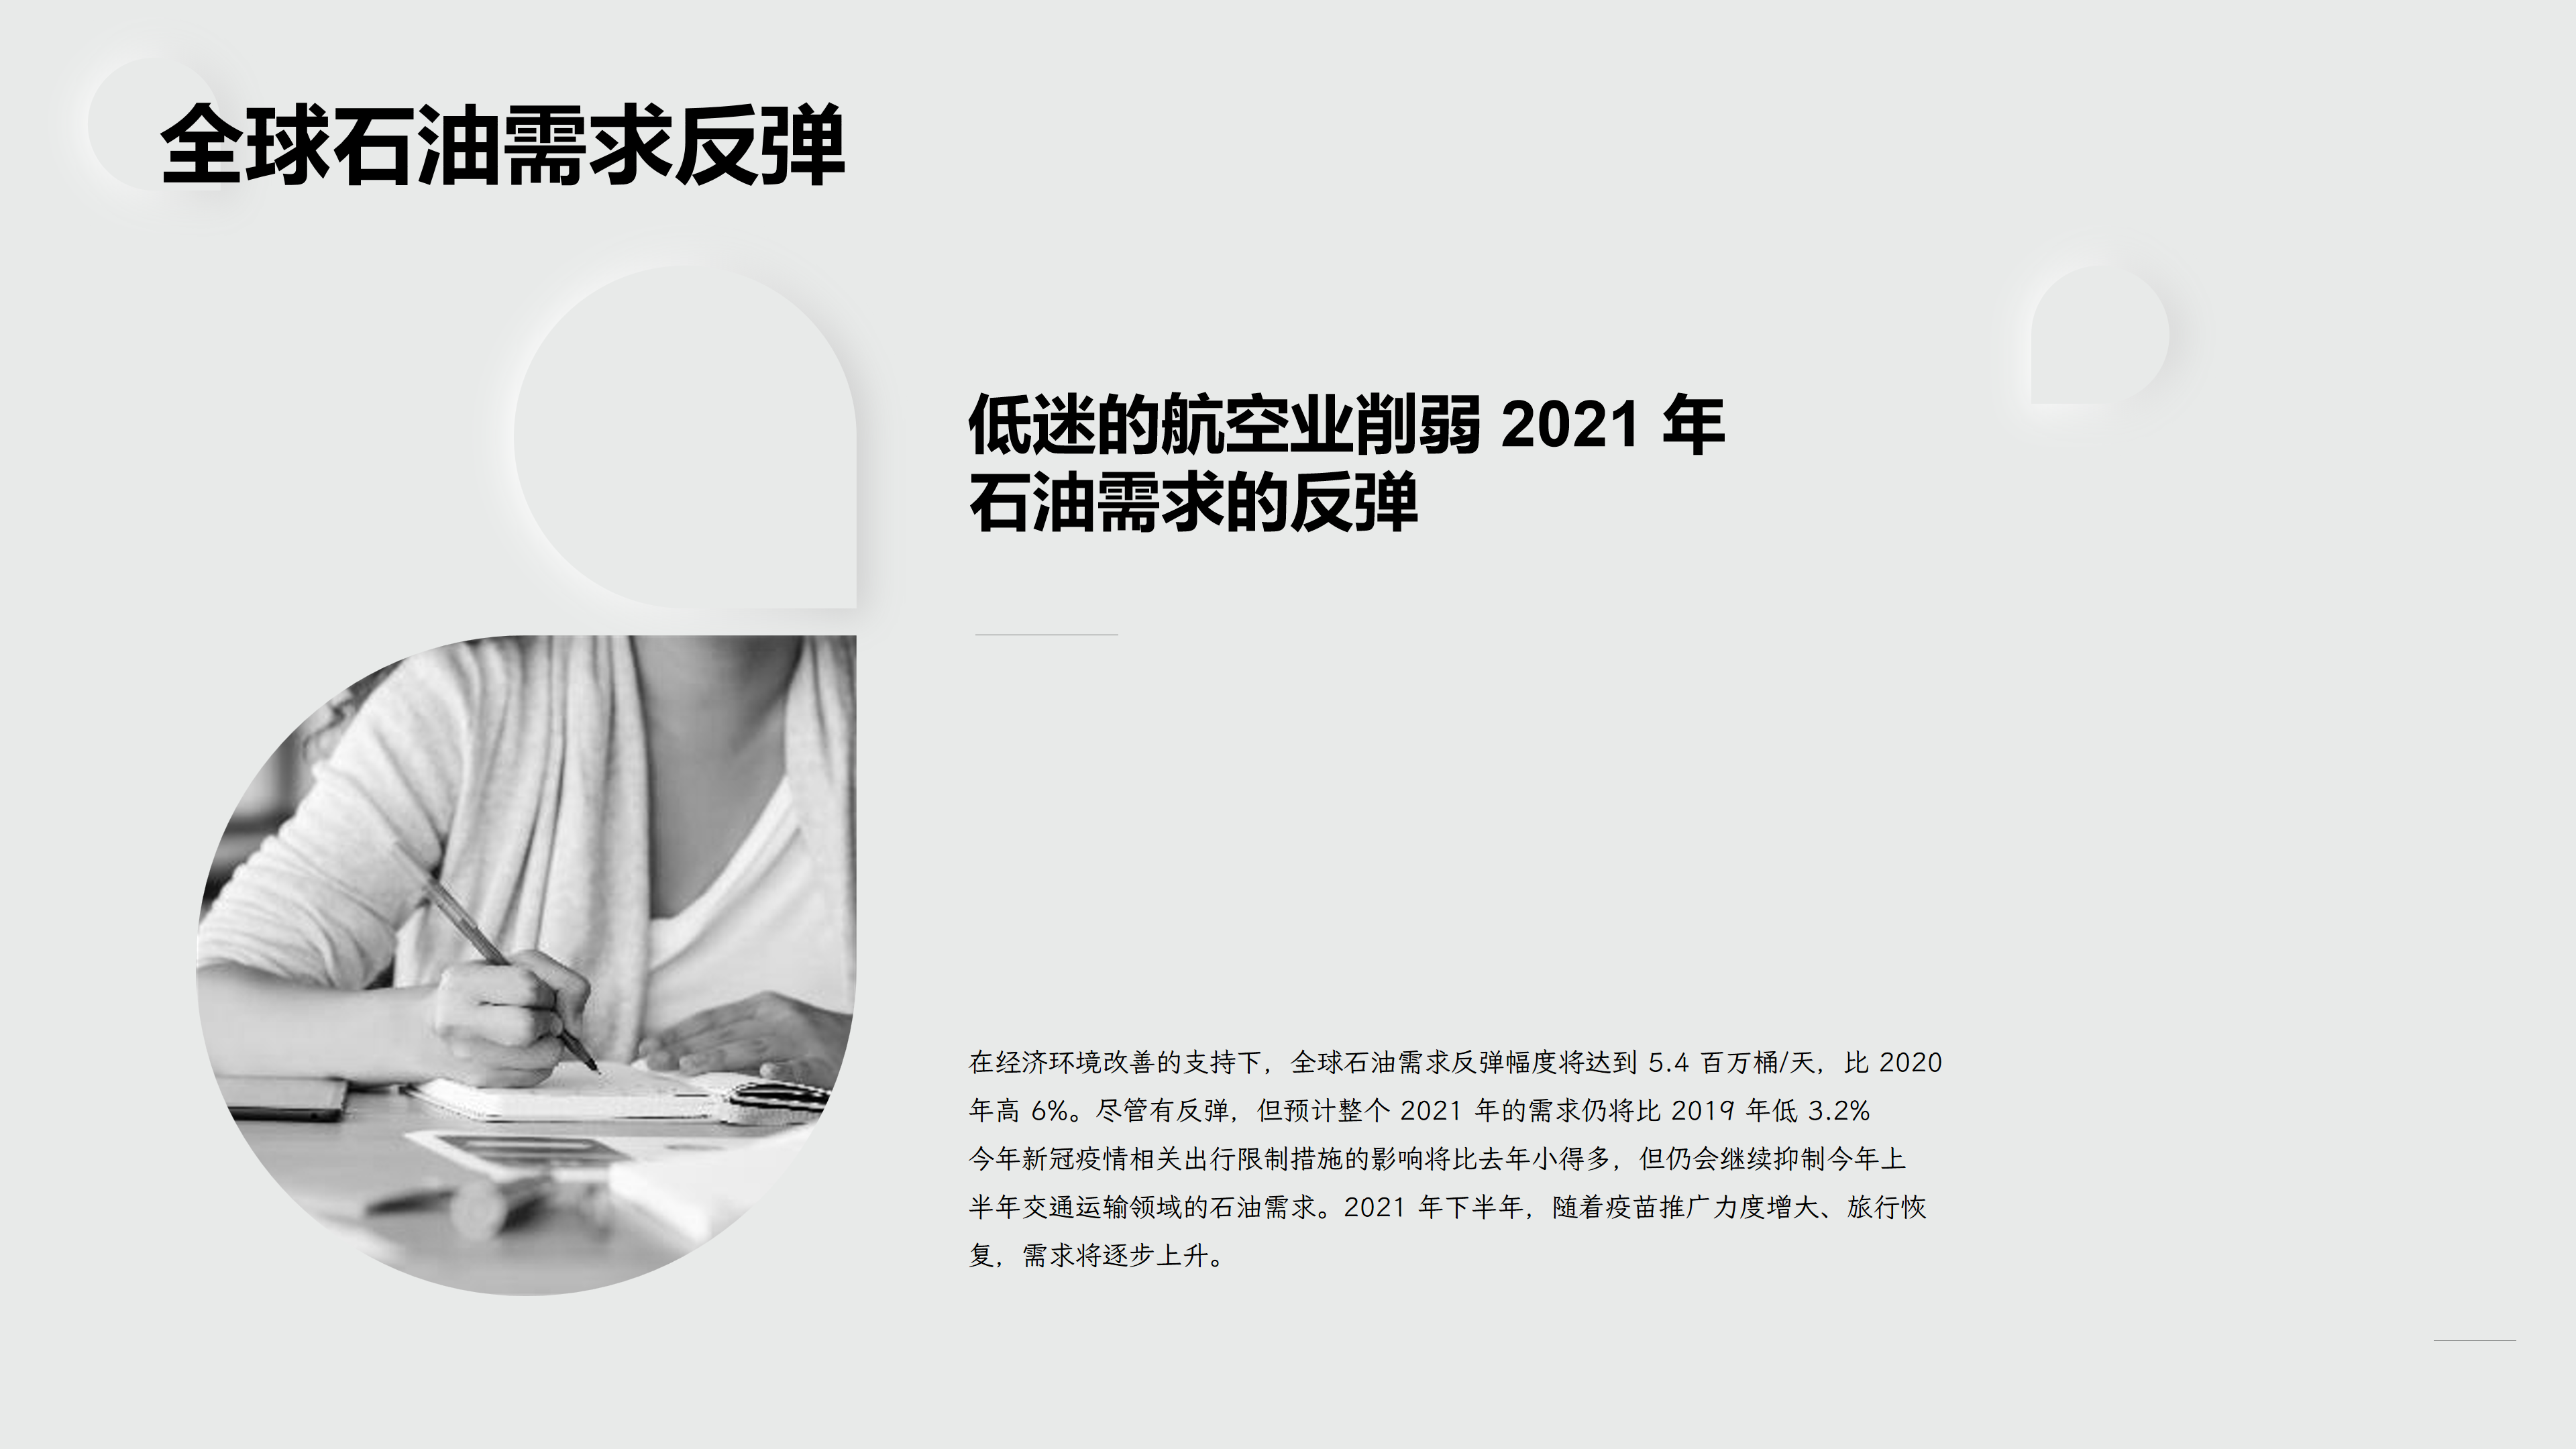 全球石油需求反弹
低迷的航空业削弱 2021 年
石油需求的反弹
在经济环境改善的支持下，全球石油需求反弹幅度将达到 5.4 百万桶/天，比 2020
年高 6%。尽管有反弹，但预计整个 2021 年的需求仍将比 2019 年低 3.2%
今年新冠疫情相关出行限制措施的影响将比去年小得多，但仍会继续抑制今年上
半年交通运输领域的石油需求。2021 年下半年，随着疫苗推广力度增大、旅行恢
复，需求将逐步上升。